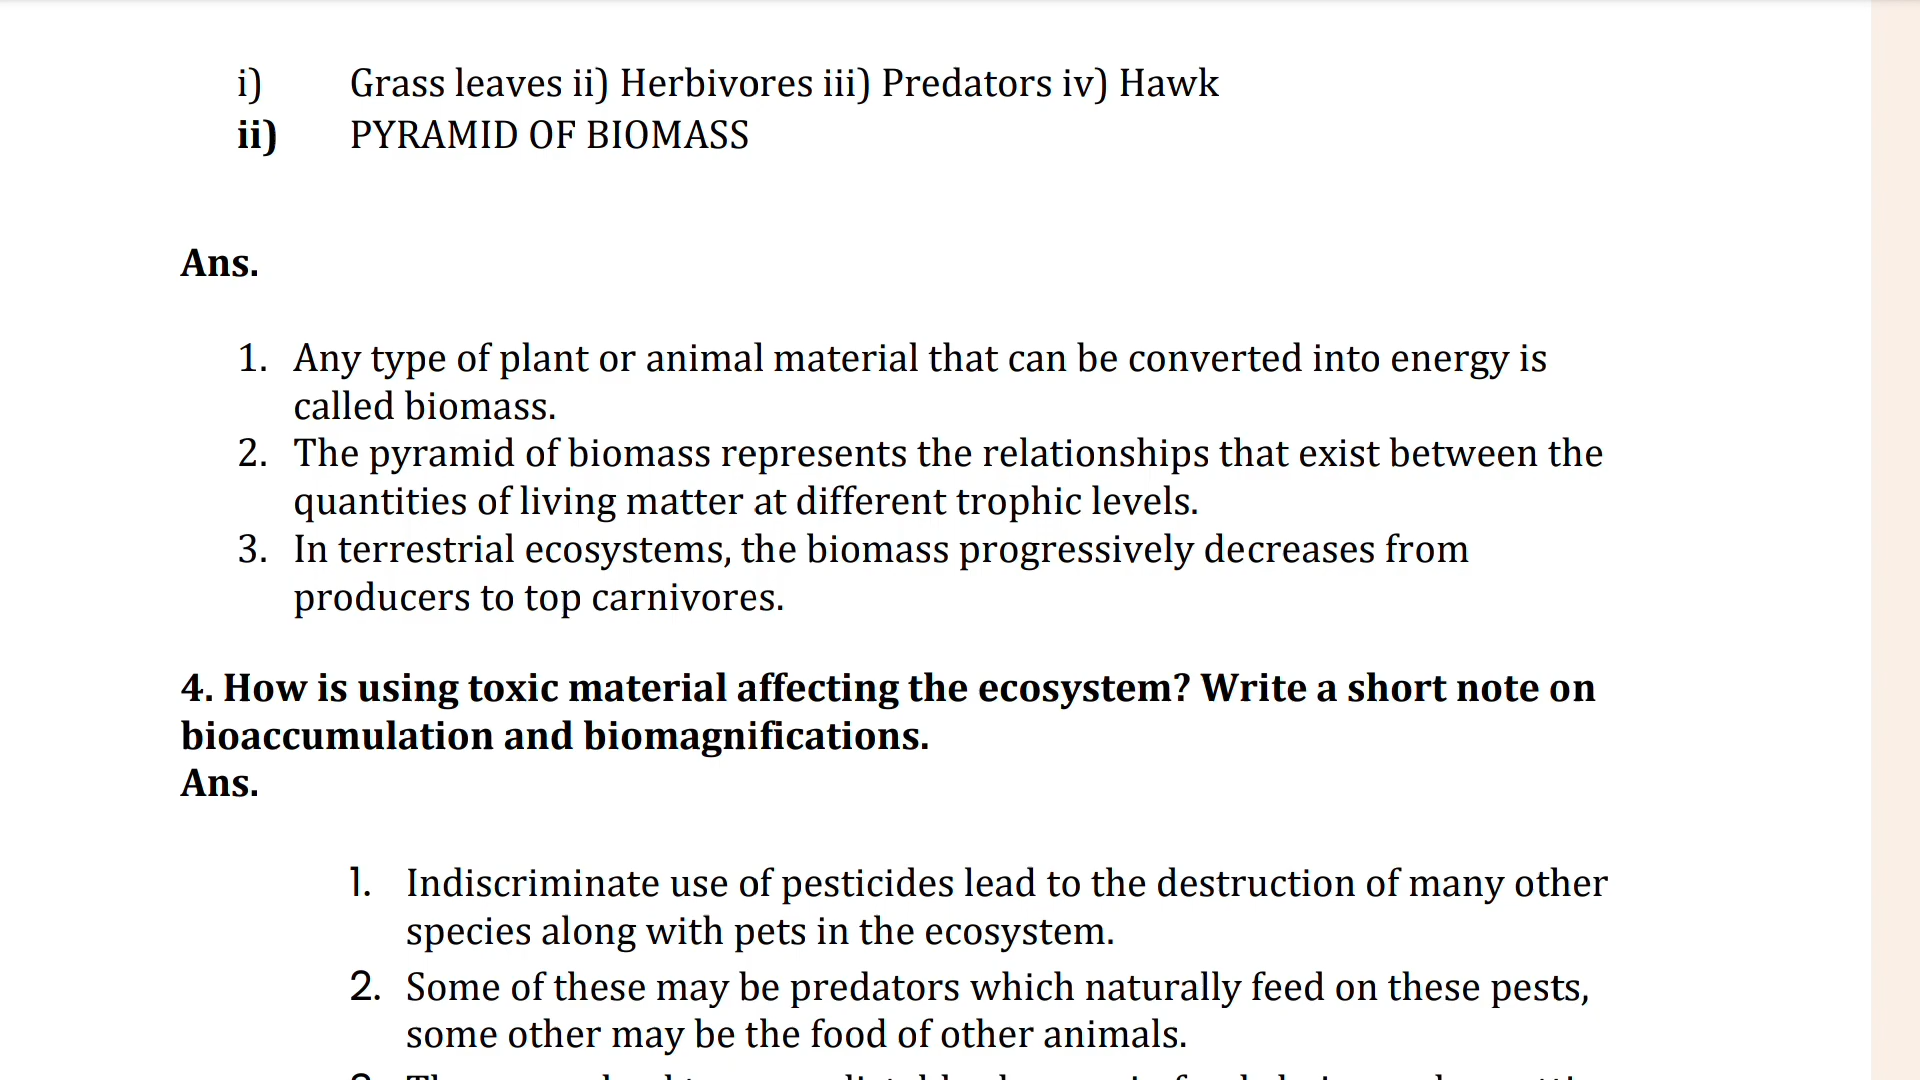 i) Grass leaves ii) Herbivores iii) Predators iv) Hawk
ii) PYRAMID OF BIOMASS
Ans.
1. Any type of plant or animal material that can be converted into energy is
called biomass.
2. The pyramid of biomass represents the relationships that exist between the
quantities of living matter at different trophic levels.
3. In terrestrial ecosystems, the biomass progressively decreases from
producers to top carnivores.
4. How is using toxic material affecting the ecosystem? Write a short note on
bioaccumulation and biomagnifications.
Ans.
1. Indiscriminate use of pesticides lead to the destruction of many other
species along with pets in the ecosystem.
2. Some of these may be predators which naturally feed on these pests,
some other may be the food of other animals.